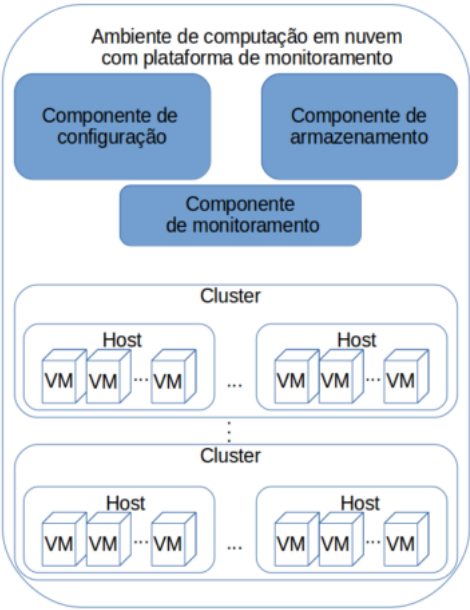 Ambiente de computação em nuvem
com plataforma de monitoramento
Componente de
configuração
Componente de
armazenamento
Componente
de monitoramento
Cluster
Host
VM VM ... VM
...
Host
VM VM ... VM
...
Cluster
Host
VM VM ... VM
...
Host
VM VM ... VM